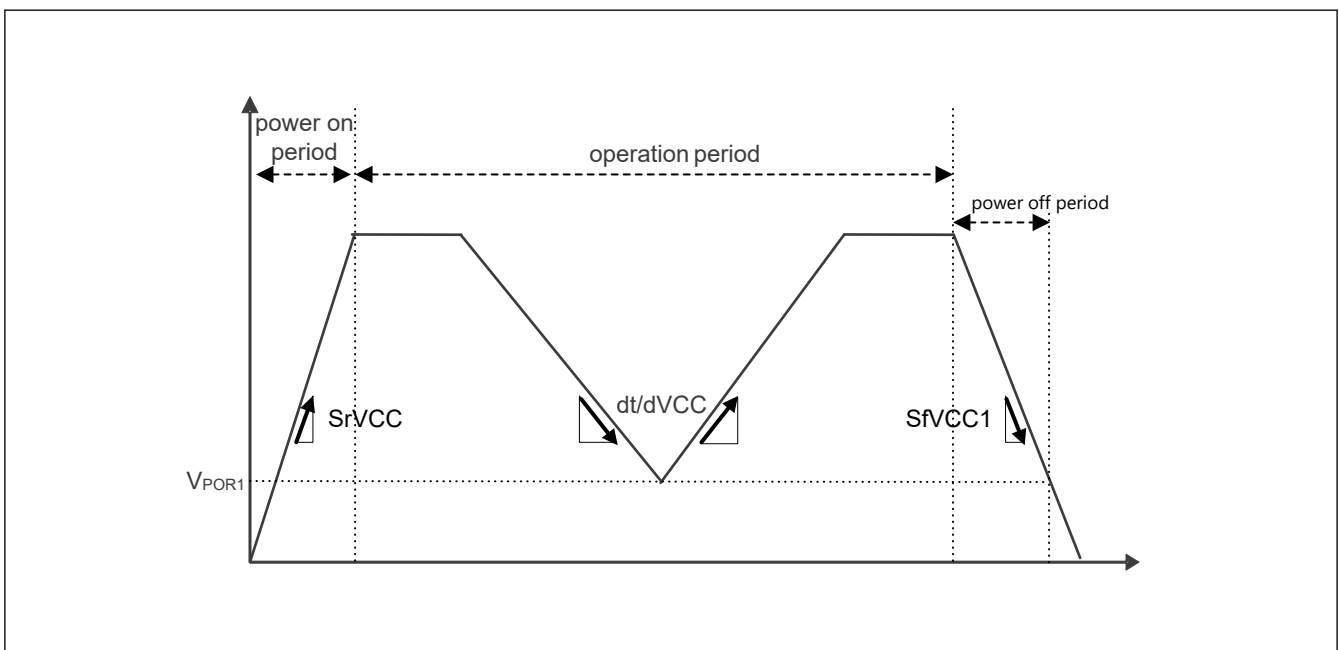 power on
period
operation period
power off period
SrVCC
dt/dVCC
SfVCC1
VPOR1